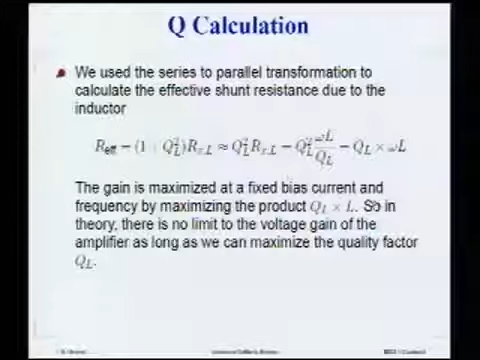 Q Calculation
We used the series to parallel transformation to
calculate the effective shunt resistance due to the
inductor
R_eff = (1 + Q_L^2)R_{x,L} ≈ Q_L^2 R_{x,L} = Q_L^2 ωL/Q_L = Q_L × ωL
The gain is maximized at a fixed bias current and
frequency by maximizing the product Q_L × L. So in
theory, there is no limit to the voltage gain of the
amplifier as long as we can maximize the quality factor
Q_L.